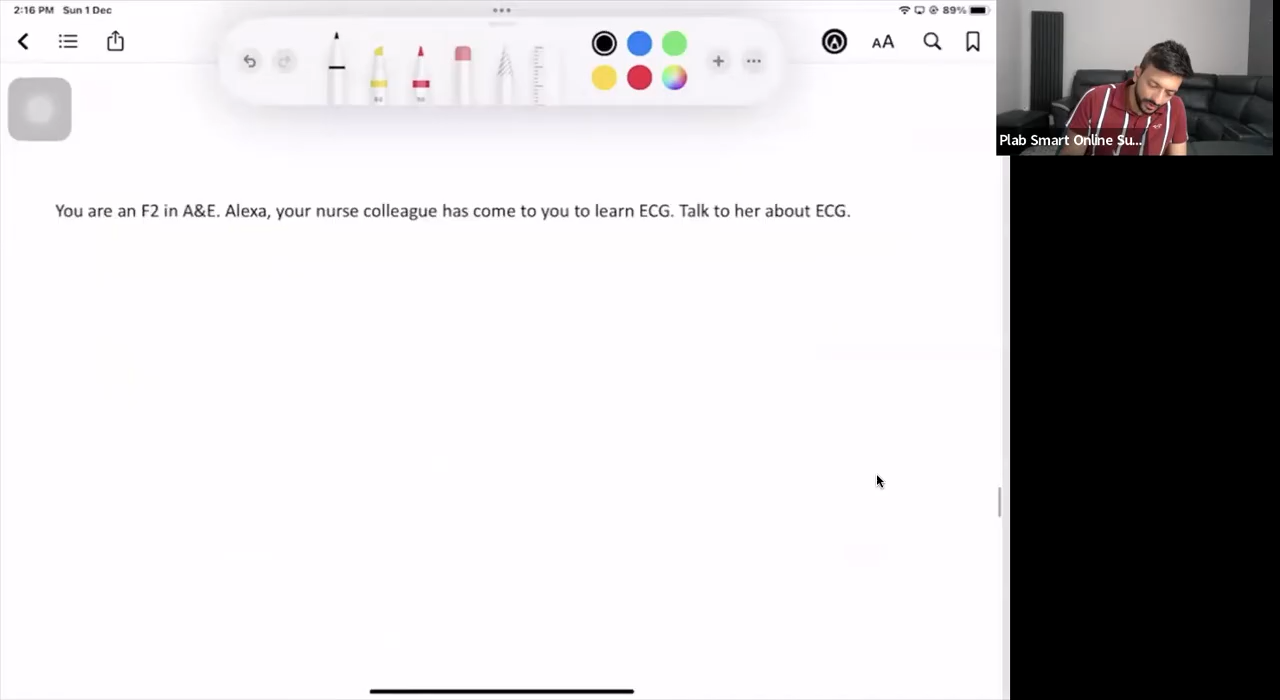 2:16 PM Sun 1 Dec
89%
AA
Plab Smart Online Su...
You are an F2 in A&E. Alexa, your nurse colleague has come to you to learn ECG. Talk to her about ECG.